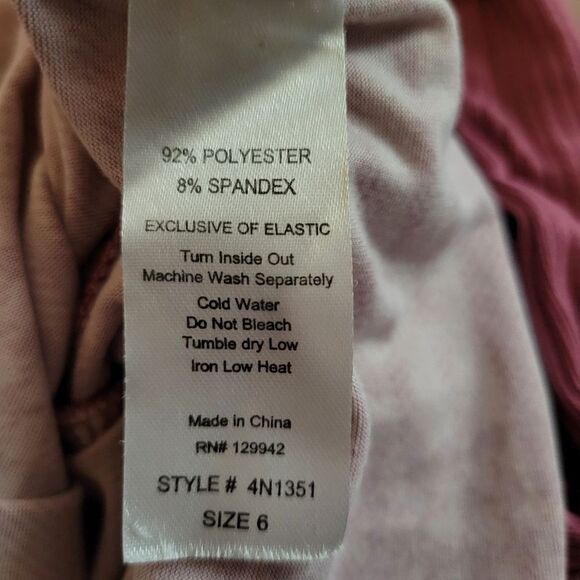 92% POLYESTER
8% SPANDEX
EXCLUSIVE OF ELASTIC
Turn Inside Out
Machine Wash Separately
Cold Water
Do Not Bleach
Tumble dry Low
Iron Low Heat
Made in China
RN# 129942
STYLE # 4N1351
SIZE 6